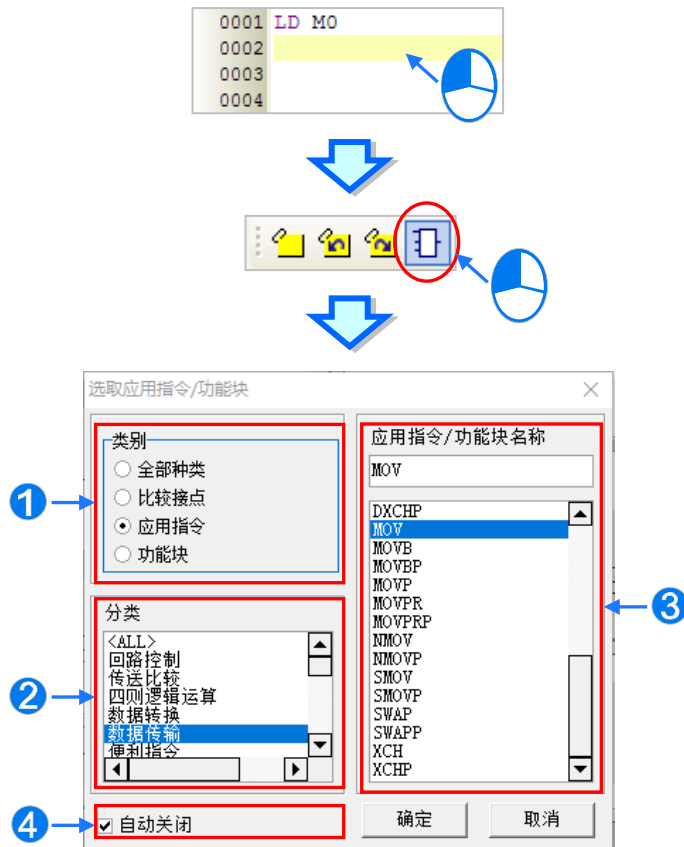 0001 LD M0
0002
0003
0004
选取应用指令/功能块
类别
全部种类
比较接点
应用指令
功能块
1
分类
<ALL>
回路控制
传送比较
四则逻辑运算
数据转换
数据传输
便利指令
2
自动关闭
4
应用指令/功能块名称
MOV
DXCHP
MOV
MOVB
MOVBP
MOVP
MOVPR
MOVPRP
NMOV
NMOVP
SMOV
SMOVP
SWAP
SWAPP
XCH
XCHP
3
确定
取消